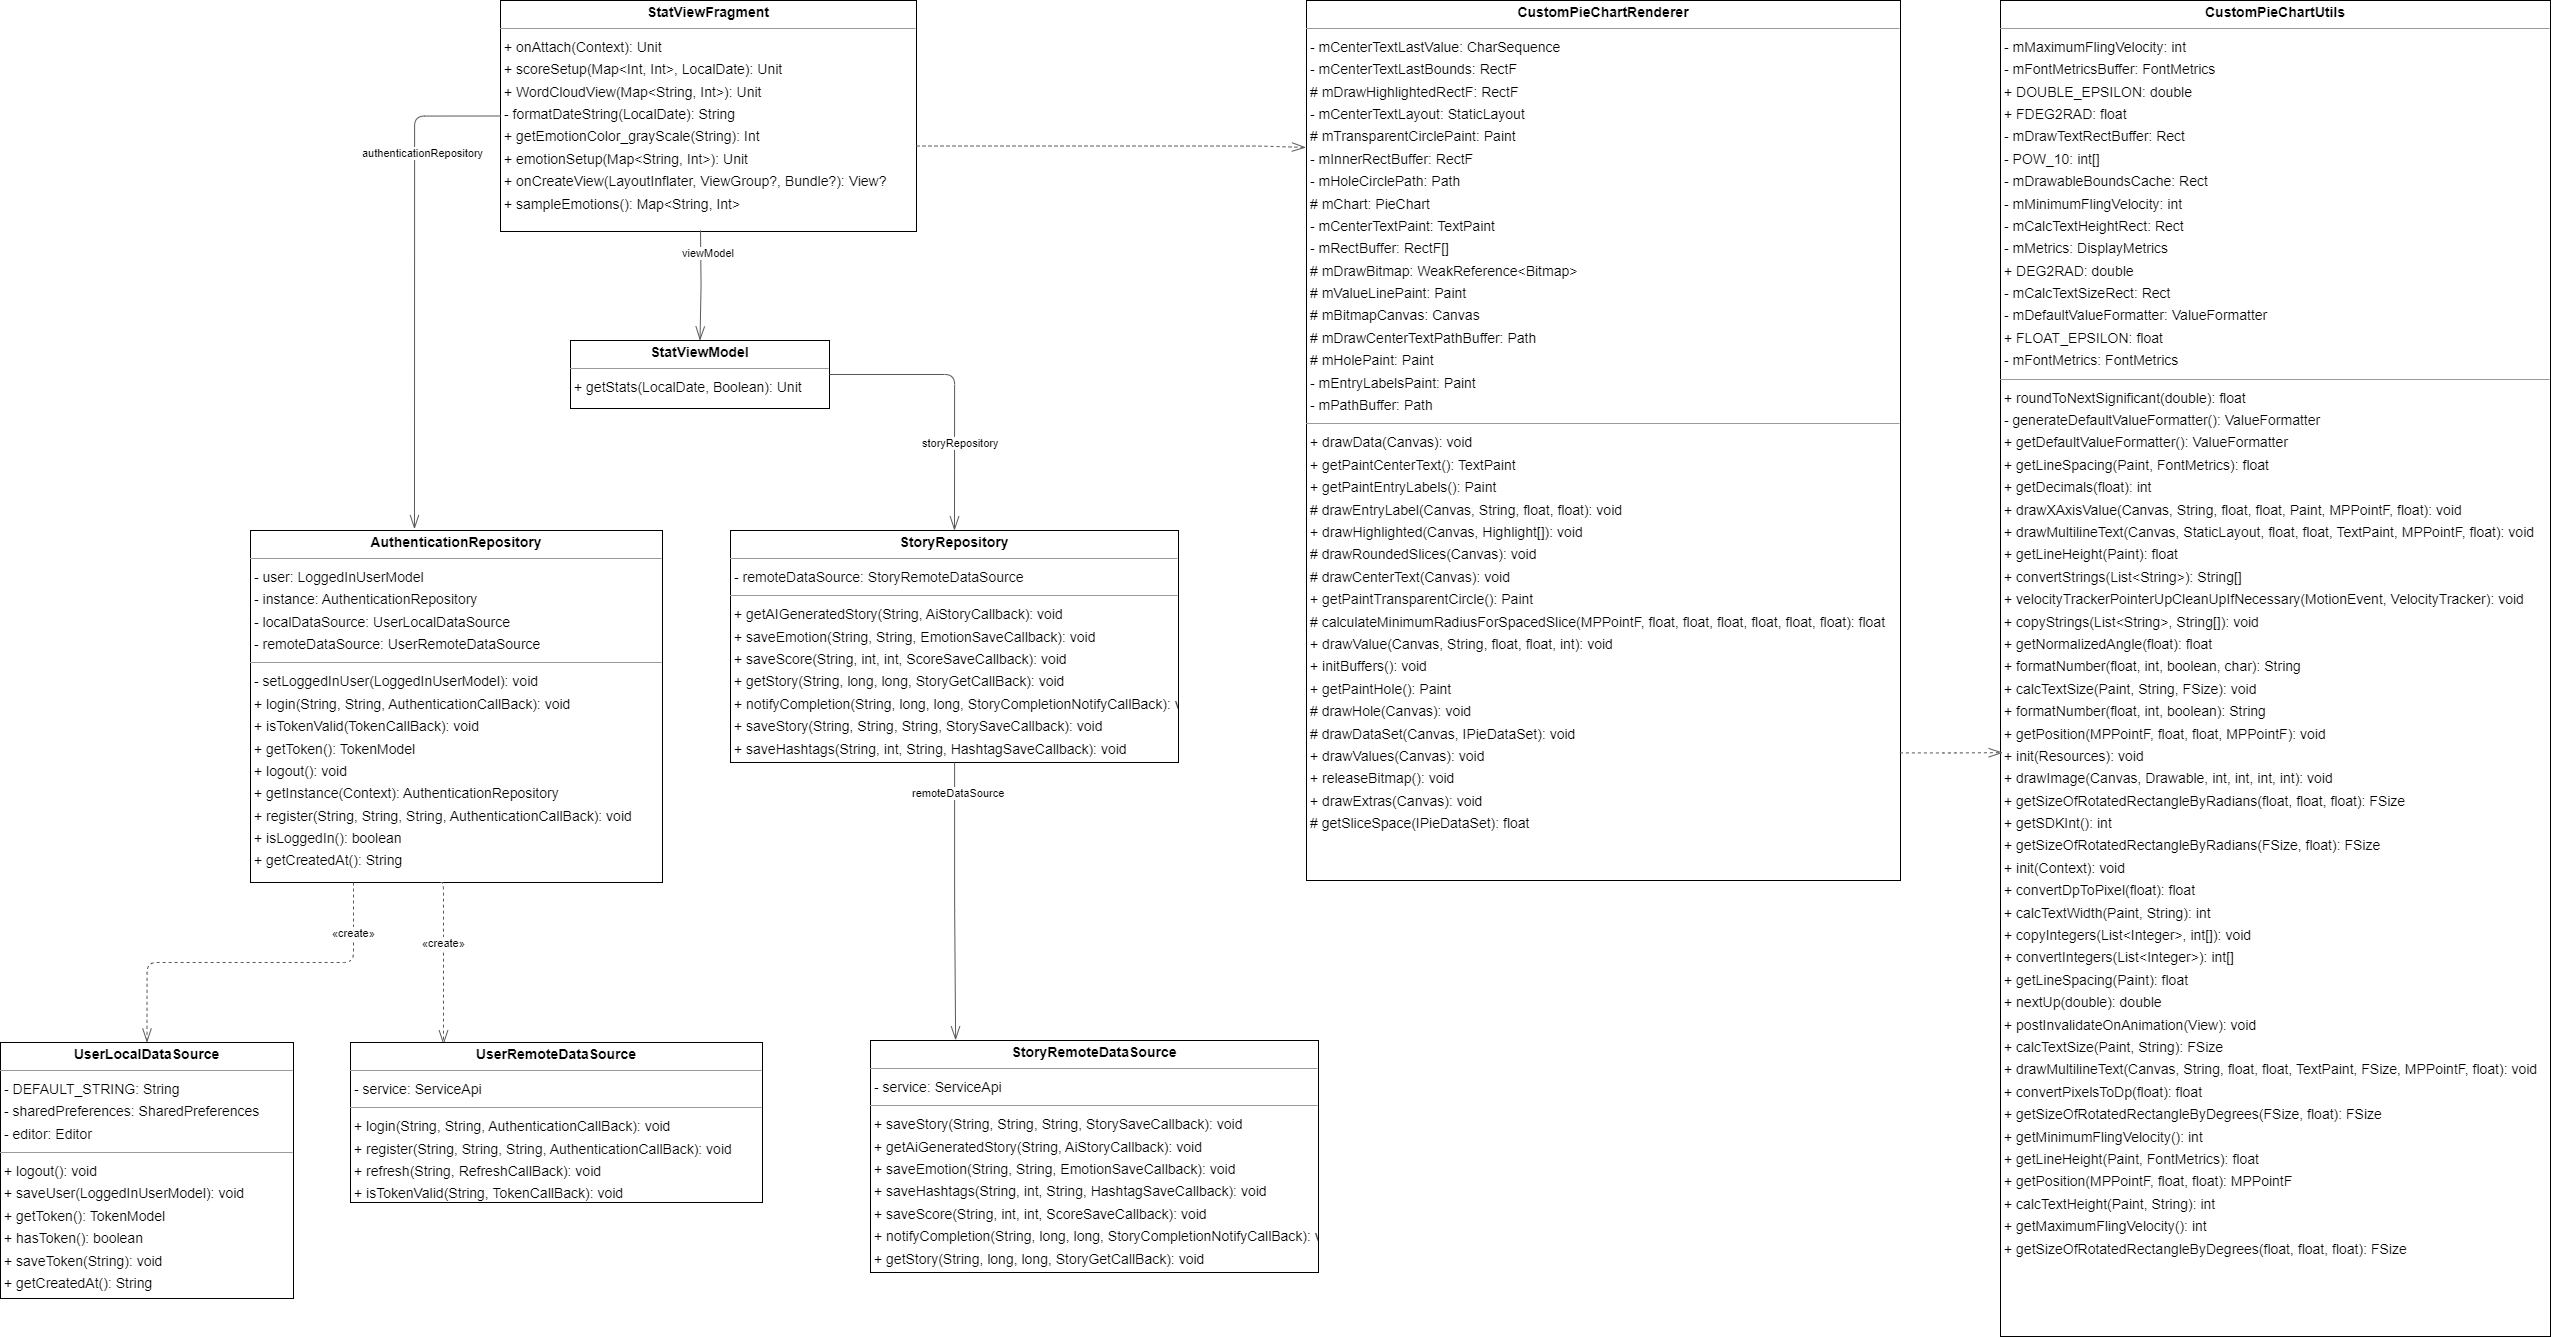 StatViewFragment
+ onAttach(Context): Unit
+ scoreSetup(Map<Int, Int>, LocalDate): Unit
+ WordCloudView(Map<String, Int>): Unit
- formatDateString(LocalDate): String
+ getEmotionColor_grayScale(String): Int
+ emotionSetup(Map<String, Int>): Unit
+ onCreateView(LayoutInflater, ViewGroup?, Bundle?): View?
+ sampleEmotions(): Map<String, Int>
authenticationRepository
viewModel
StatViewModel
+ getStats(LocalDate, Boolean): Unit
storyRepository
AuthenticationRepository
- user: LoggedInUserModel
- instance: AuthenticationRepository
- localDataSource: UserLocalDataSource
- remoteDataSource: UserRemoteDataSource
- setLoggedInUser(LoggedInUserModel): void
+ login(String, String, AuthenticationCallBack): void
+ isTokenValid(TokenCallBack): void
+ getToken(): TokenModel
+ logout(): void
+ getInstance(Context): AuthenticationRepository
+ register(String, String, String, AuthenticationCallBack): void
+ isLoggedIn(): boolean
+ getCreatedAt(): String
StoryRepository
- remoteDataSource: StoryRemoteDataSource
+ getAIGeneratedStory(String, AiStoryCallback): void
+ saveEmotion(String, String, EmotionSaveCallback): void
+ saveScore(String, int, int, ScoreSaveCallback): void
+ getStory(String, long, long, StoryGetCallBack): void
+ notifyCompletion(String, long, long, StoryCompletionNotifyCallBack):
+ saveStory(String, String, String, StorySaveCallback): void
+ saveHashtags(String, int, String, HashtagSaveCallback): void
remoteDataSource
«create»
«create»
UserLocalDataSource
- DEFAULT_STRING: String
- sharedPreferences: SharedPreferences
- editor: Editor
+ logout(): void
+ saveUser(LoggedInUserModel): void
+ getToken(): TokenModel
+ hasToken(): boolean
+ saveToken(String): void
+ getCreatedAt(): String
UserRemoteDataSource
- service: ServiceApi
+ login(String, String, AuthenticationCallBack): void
+ register(String, String, String, AuthenticationCallBack): void
+ refresh(String, RefreshCallBack): void
+ isTokenValid(String, TokenCallBack): void
StoryRemoteDataSource
- service: ServiceApi
+ saveStory(String, String, String, StorySaveCallback): void
+ getAiGeneratedStory(String, AiStoryCallback): void
+ saveEmotion(String, String, EmotionSaveCallback): void
+ saveHashtags(String, int, String, HashtagSaveCallback): void
+ saveScore(String, int, int, ScoreSaveCallback): void
+ notifyCompletion(String, long, long, StoryCompletionNotifyCallBack):
+ getStory(String, long, long, StoryGetCallBack): void
CustomPieChartRenderer
- mCenterTextLastValue: CharSequence
- mCenterTextLastBounds: RectF
# mDrawHighlightedRectF: RectF
- mCenterTextLayout: StaticLayout
# mTransparentCirclePaint: Paint
- mInnerRectBuffer: RectF
- mHoleCirclePath: Path
# mChart: PieChart
- mCenterTextPaint: TextPaint
- mRectBuffer: RectF[]
# mDrawBitmap: WeakReference<Bitmap>
# mValueLinePaint: Paint
# mBitmapCanvas: Canvas
# mDrawCenterTextPathBuffer: Path
# mHolePaint: Paint
- mEntryLabelsPaint: Paint
- mPathBuffer: Path
+ drawData(Canvas): void
+ getPaintCenterText(): TextPaint
+ getPaintEntryLabels(): Paint
# drawEntryLabel(Canvas, String, float, float): void
+ drawHighlighted(Canvas, Highlight[]): void
# drawRoundedSlices(Canvas): void
# drawCenterText(Canvas): void
+ getPaintTransparentCircle(): Paint
# calculateMinimumRadiusForSpacedSlice(MPPointF, float, float, float, float, float, float): float
+ drawValue(Canvas, String, float, float, int): void
+ initBuffers(): void
+ getPaintHole(): Paint
# drawHole(Canvas): void
# drawDataSet(Canvas, IPieDataSet): void
+ drawValues(Canvas): void
+ releaseBitmap(): void
+ drawExtras(Canvas): void
# getSliceSpace(IPieDataSet): float
CustomPieChartUtils
- mMaximumFlingVelocity: int
- mFontMetricsBuffer: FontMetrics
+ DOUBLE_EPSILON: double
+ FDEG2RAD: float
- mDrawTextRectBuffer: Rect
- POW_10: int[]
- mDrawableBoundsCache: Rect
- mMinimumFlingVelocity: int
- mCalcTextHeightRect: Rect
- mMetrics: DisplayMetrics
+ DEG2RAD: double
- mCalcTextSizeRect: Rect
- mDefaultValueFormatter: ValueFormatter
+ FLOAT_EPSILON: float
- mFontMetrics: FontMetrics
+ roundToNextSignificant(double): float
- generateDefaultValueFormatter(): ValueFormatter
+ getDefaultValueFormatter(): ValueFormatter
+ getLineSpacing(Paint, FontMetrics): float
+ getDecimals(float): int
+ drawXAxisValue(Canvas, String, float, float, Paint, MPPointF, float): void
+ drawMultilineText(Canvas, StaticLayout, float, float, TextPaint, MPPointF, float): void
+ getLineHeight(Paint): float
+ convertStrings(List<String>): String[]
+ velocityTrackerPointerUpCleanUpIfNecessary(MotionEvent, VelocityTracker): void
+ copyStrings(List<String>, String[]): void
+ getNormalizedAngle(float): float
+ formatNumber(float, int, boolean, char): String
+ calcTextSize(Paint, String, FSize): void
+ formatNumber(float, int, boolean): String
+ getPosition(MPPointF, float, float, MPPointF): void
+ init(Resources): void
+ drawImage(Canvas, Drawable, int, int, int, int): void
+ getSizeOfRotatedRectangleByRadians(float, float, float): FSize
+ getSDKInt(): int
+ getSizeOfRotatedRectangleByRadians(FSize, float): FSize
+ init(Context): void
+ convertDpToPixel(float): float
+ calcTextWidth(Paint, String): int
+ copyIntegers(List<Integer>, int[]): void
+ convertIntegers(List<Integer>): int[]
+ getLineSpacing(Paint): float
+ nextUp(double): double
+ postInvalidateOnAnimation(View): void
+ calcTextSize(Paint, String): FSize
+ drawMultilineText(Canvas, String, float, float, TextPaint, FSize, MPPointF, float): void
+ convertPixelsToDp(float): float
+ getSizeOfRotatedRectangleByDegrees(FSize, float): FSize
+ getMinimumFlingVelocity(): int
+ getLineHeight(Paint, FontMetrics): float
+ getPosition(MPPointF, float, float): MPPointF
+ calcTextHeight(Paint, String): int
+ getMaximumFlingVelocity(): int
+ getSizeOfRotatedRectangleByDegrees(float, float, float): FSize